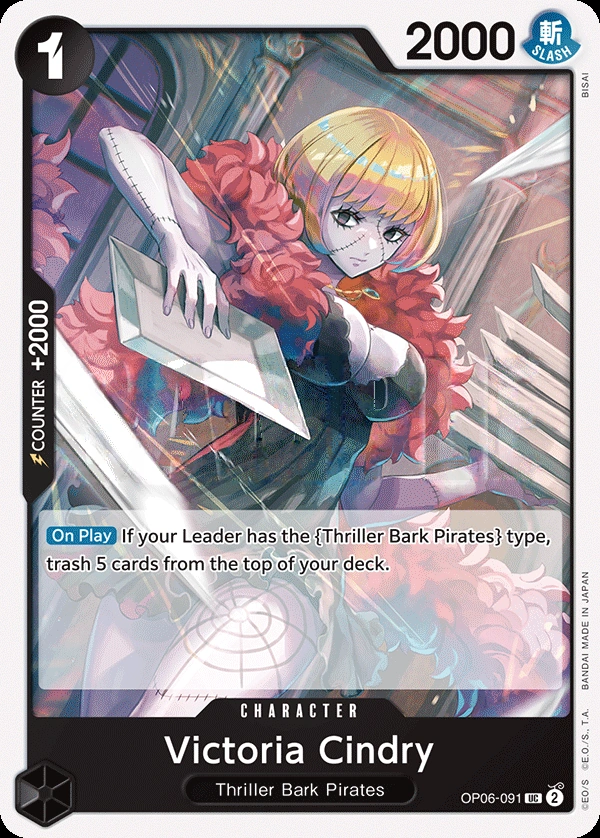 1
2000
斬
SLASH
BISAI
COUNTER +2000
On Play If your Leader has the {Thriller Bark Pirates} type,
trash 5 cards from the top of your deck.
CHARACTER
Victoria Cindry
Thriller Bark Pirates
OP06-091 UC 2
©E.O/S ©E.O./S., T.A. BANDAI MADE IN JAPAN